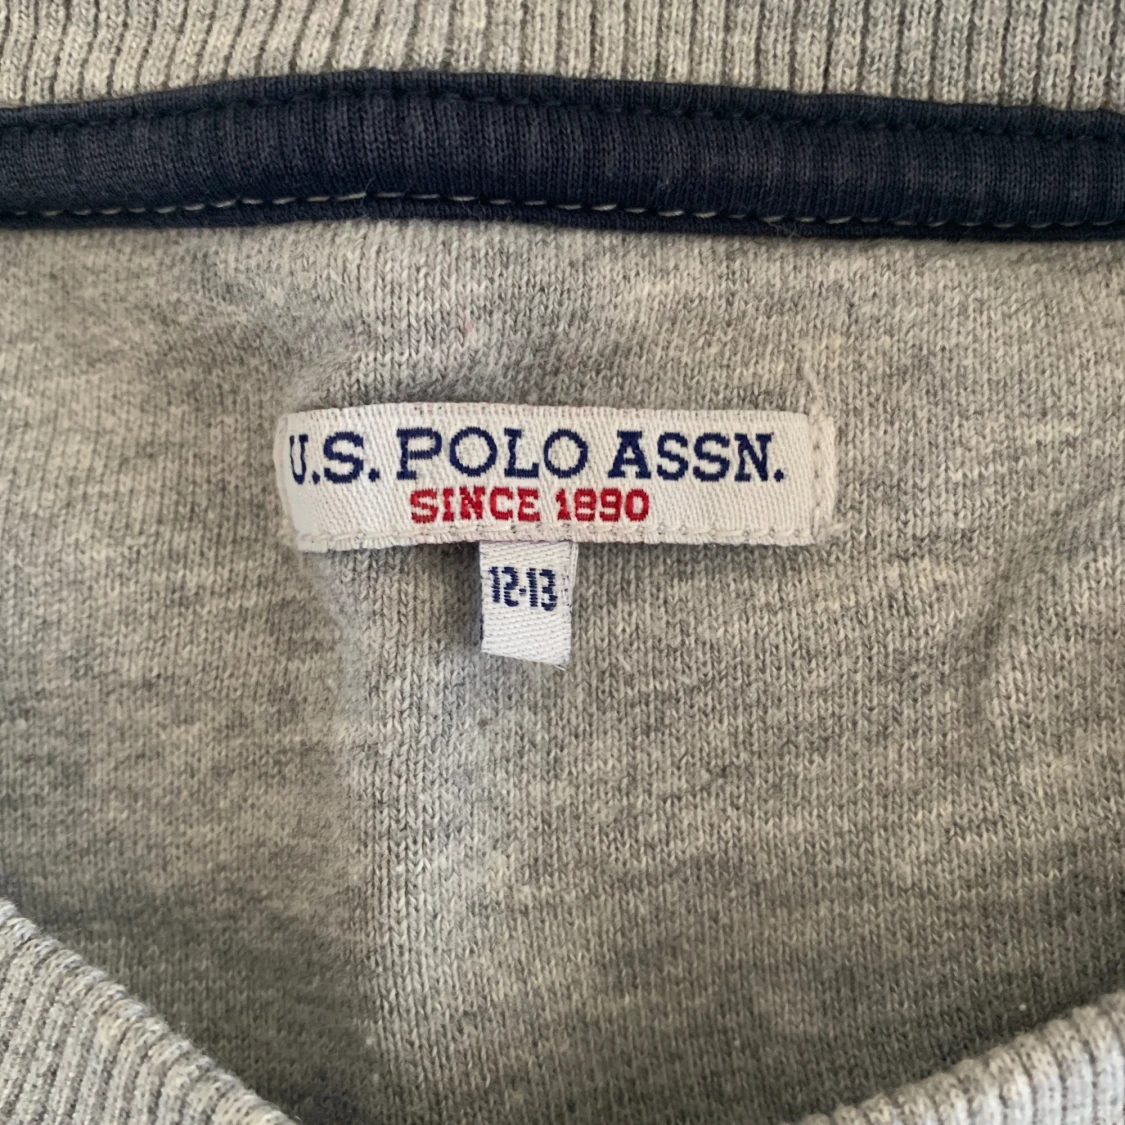 U.S. POLO ASSN.
SINCE 1890
12-13